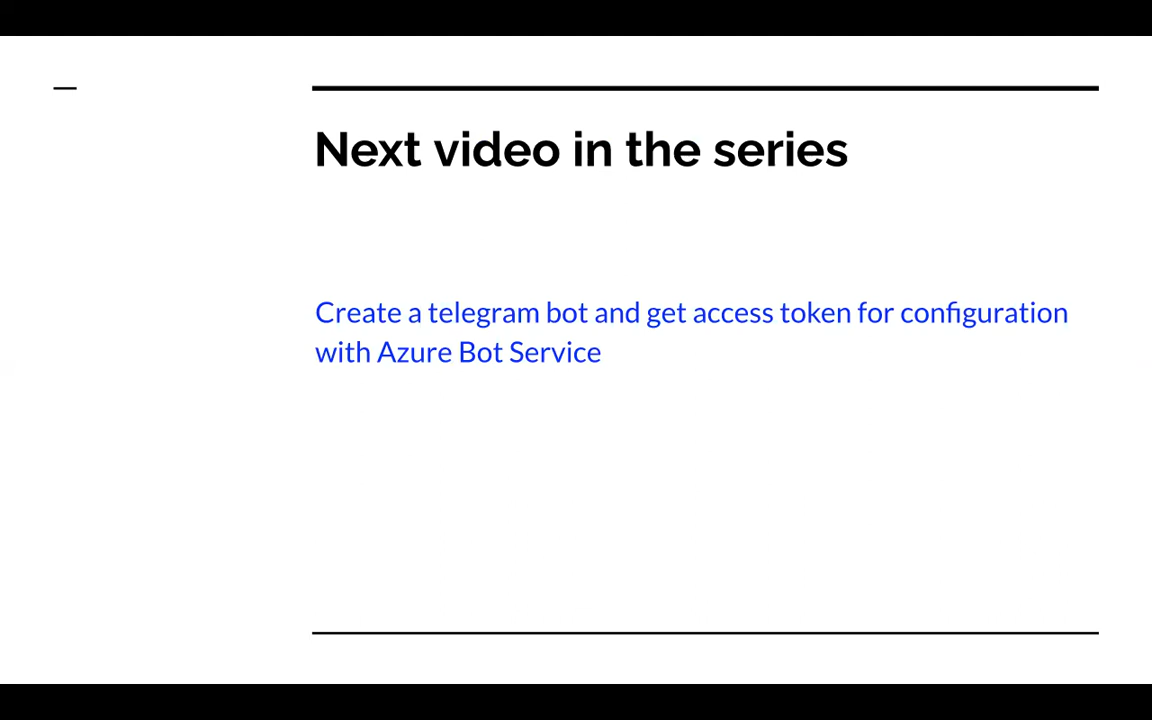 Next video in the series
Create a telegram bot and get access token for configuration
with Azure Bot Service